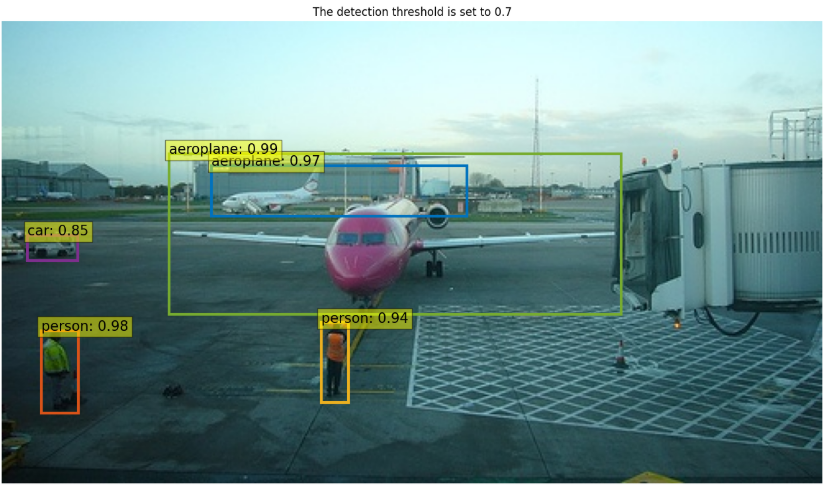 The detection threshold is set to 0.7
aeroplane: 0.99
aeroplane: 0.97
car: 0.85
person: 0.98
person: 0.94